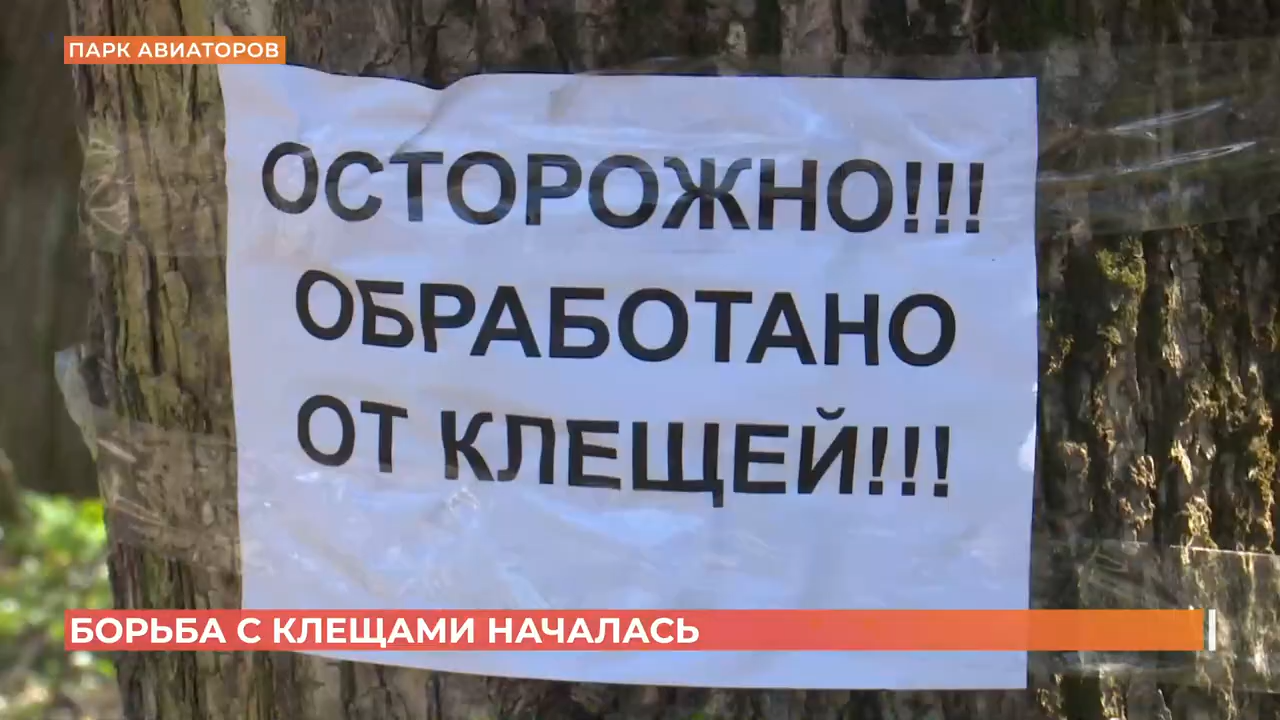 ПАРК АВИАТОРОВ
ОСТОРОЖНО!!!
ОБРАБОТАНО
ОТ КЛЕЩЕЙ!!!
БОРЬБА С КЛЕЩАМИ НАЧАЛАСЬ